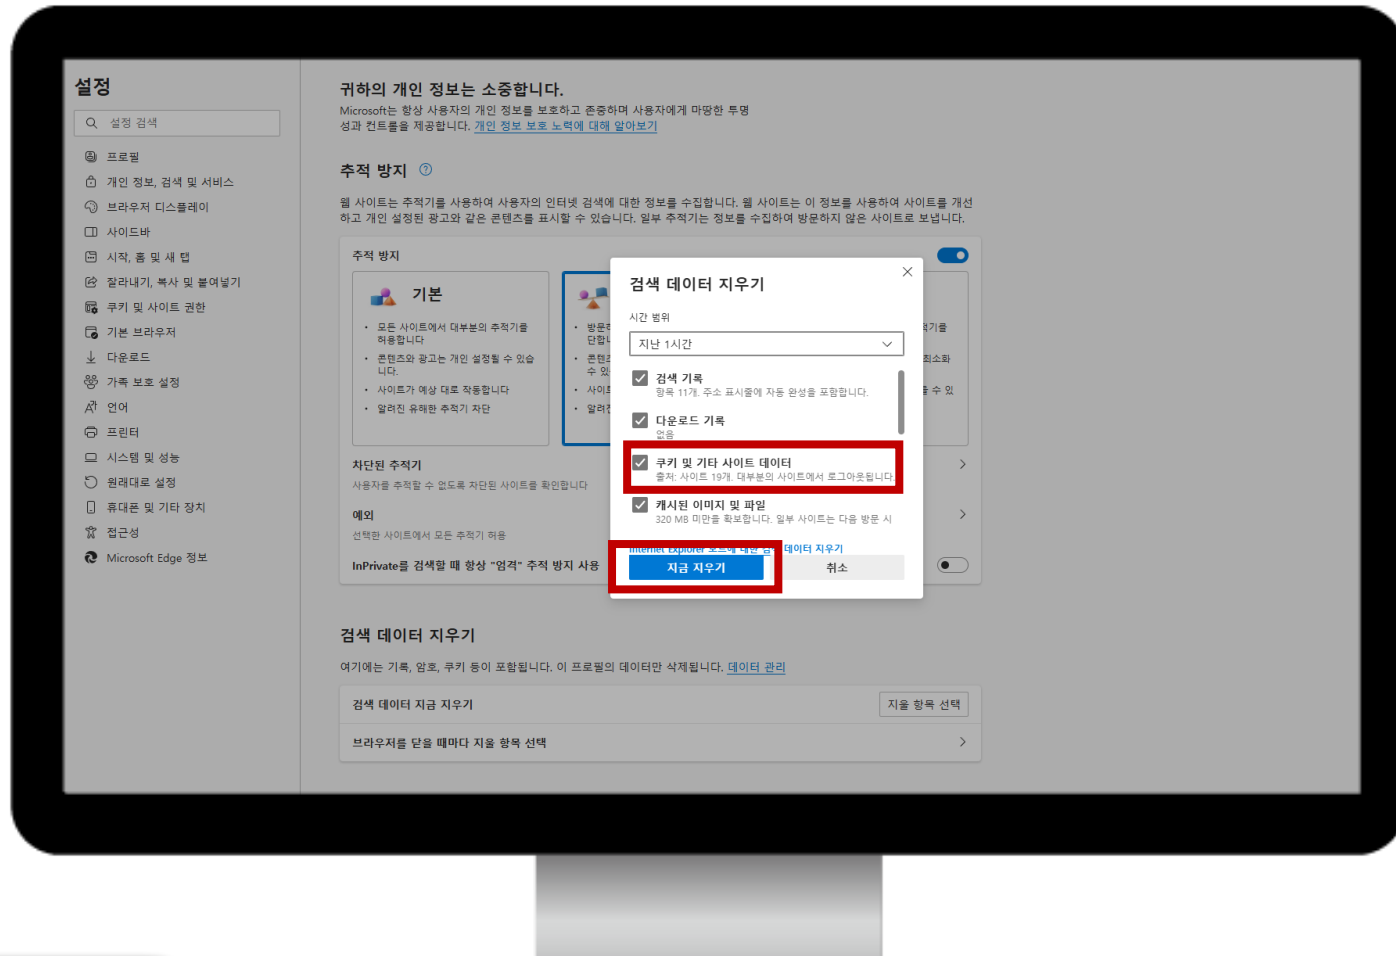 설정
설정 검색
프로필
개인 정보, 검색 및 서비스
브라우저 디스플레이
사이드바
시작, 홈 및 새 탭
잘라내기, 복사 및 붙여넣기
쿠키 및 사이트 권한
기본 브라우저
다운로드
가족 보호 설정
언어
프린터
시스템 및 성능
원래대로 설정
휴대폰 및 기타 장치
접근성
Microsoft Edge 정보
귀하의 개인 정보는 소중합니다.
Microsoft는 항상 사용자의 개인 정보를 보호하고 존중하며 사용자에게 마땅한 투명
성과 컨트롤을 제공합니다. 개인 정보 보호 노력에 대해 알아보기
추적 방지
웹 사이트는 추적기를 사용하여 사용자의 인터넷 검색에 대한 정보를 수집합니다. 웹 사이트는 이 정보를 사용하여 사이트를 개선
하고 개인 설정된 광고와 같은 콘텐츠를 표시할 수 있습니다. 일부 추적기는 정보를 수집하여 방문하지 않은 사이트로 보냅니다.
추적 방지
기본
• 모든 사이트에서 대부분의 추적기를
허용합니다
• 콘텐츠와 광고는 개인 설정될 수 있습
니다.
• 사이트가 예상 대로 작동합니다
• 알려진 유해한 추적기 차단
차단된 추적기
사용자를 추적할 수 없도록 차단된 사이트를 확인합니다
예외
선택한 사이트에서 모든 추적기 허용
InPrivate를 검색할 때 항상 "엄격" 추적 방지 사용
검색 데이터 지우기
시간 범위
지난 1시간
검색 기록
항목 11개. 주소 표시줄에 자동 완성을 포함합니다.
다운로드 기록
없음
쿠키 및 기타 사이트 데이터
출처: 사이트 19개. 대부분의 사이트에서 로그아웃됩니다.
캐시된 이미지 및 파일
320 MB 미만을 확보합니다. 일부 사이트는 다음 방문 시
Internet Explorer 모드에 대한 검색 데이터 지우기
지금 지우기
취소
검색 데이터 지우기
여기에는 기록, 암호, 쿠키 등이 포함됩니다. 이 프로필의 데이터만 삭제됩니다. 데이터 관리
검색 데이터 지금 지우기
지울 항목 선택
브라우저를 닫을 때마다 지울 항목 선택